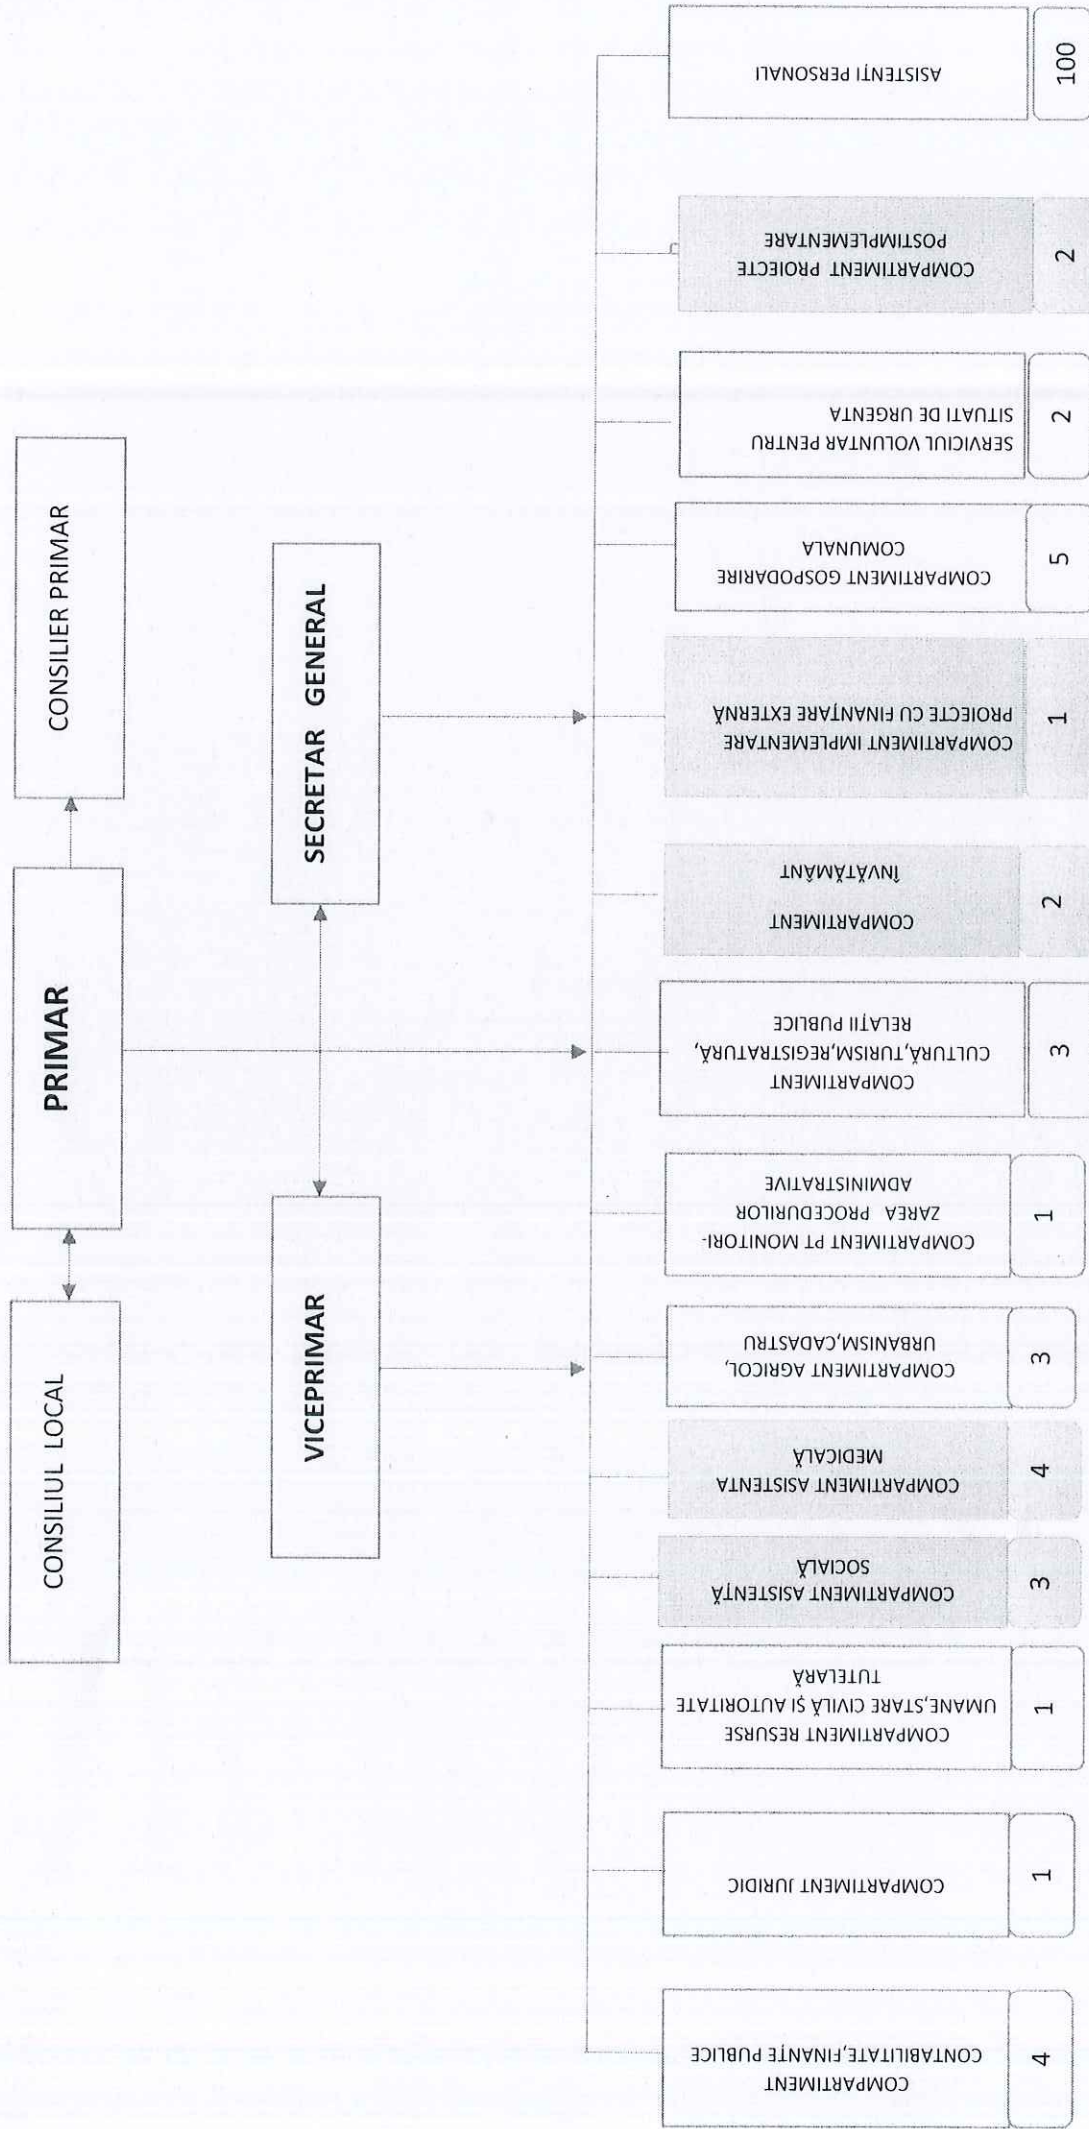 CONSILIUL LOCAL
PRIMAR
CONSILIER PRIMAR
VICEPRIMAR
SECRETAR GENERAL
COMPARTIMENT
CONTABILITATE,FINANȚE PUBLICE
4
COMPARTIMENT JURIDIC
1
COMPARTIMENT RESURSE
UMANE,STARE CIVILĂ ȘI AUTORITATE
TUTELARĂ
1
COMPARTIMENT ASISTENȚĂ
SOCIALĂ
3
COMPARTIMENT ASISTENTA
MEDICALĂ
4
COMPARTIMENT AGRICOL,
URBANISM,CADASTRU
3
COMPARTIMENT PT MONITORI-
ZAREA PROCEDURILOR
ADMINISTRATIVE
1
COMPARTIMENT
CULTURĂ,TURISM,REGISTRATURĂ,
RELAȚII PUBLICE
3
COMPARTIMENT
ÎNVĂȚĂMÂNT
2
COMPARTIMENT IMPLEMENTARE
PROIECTE CU FINANȚARE EXTERNĂ
1
COMPARTIMENT GOSPODARIRE
COMUNALA
5
SERVICIUL VOLUNTAR PENTRU
SITUATI DE URGENTA
2
COMPARTIMENT PROIECTE
POSTIMPLEMENTARE
2
ASISTENȚI PERSONALI
100